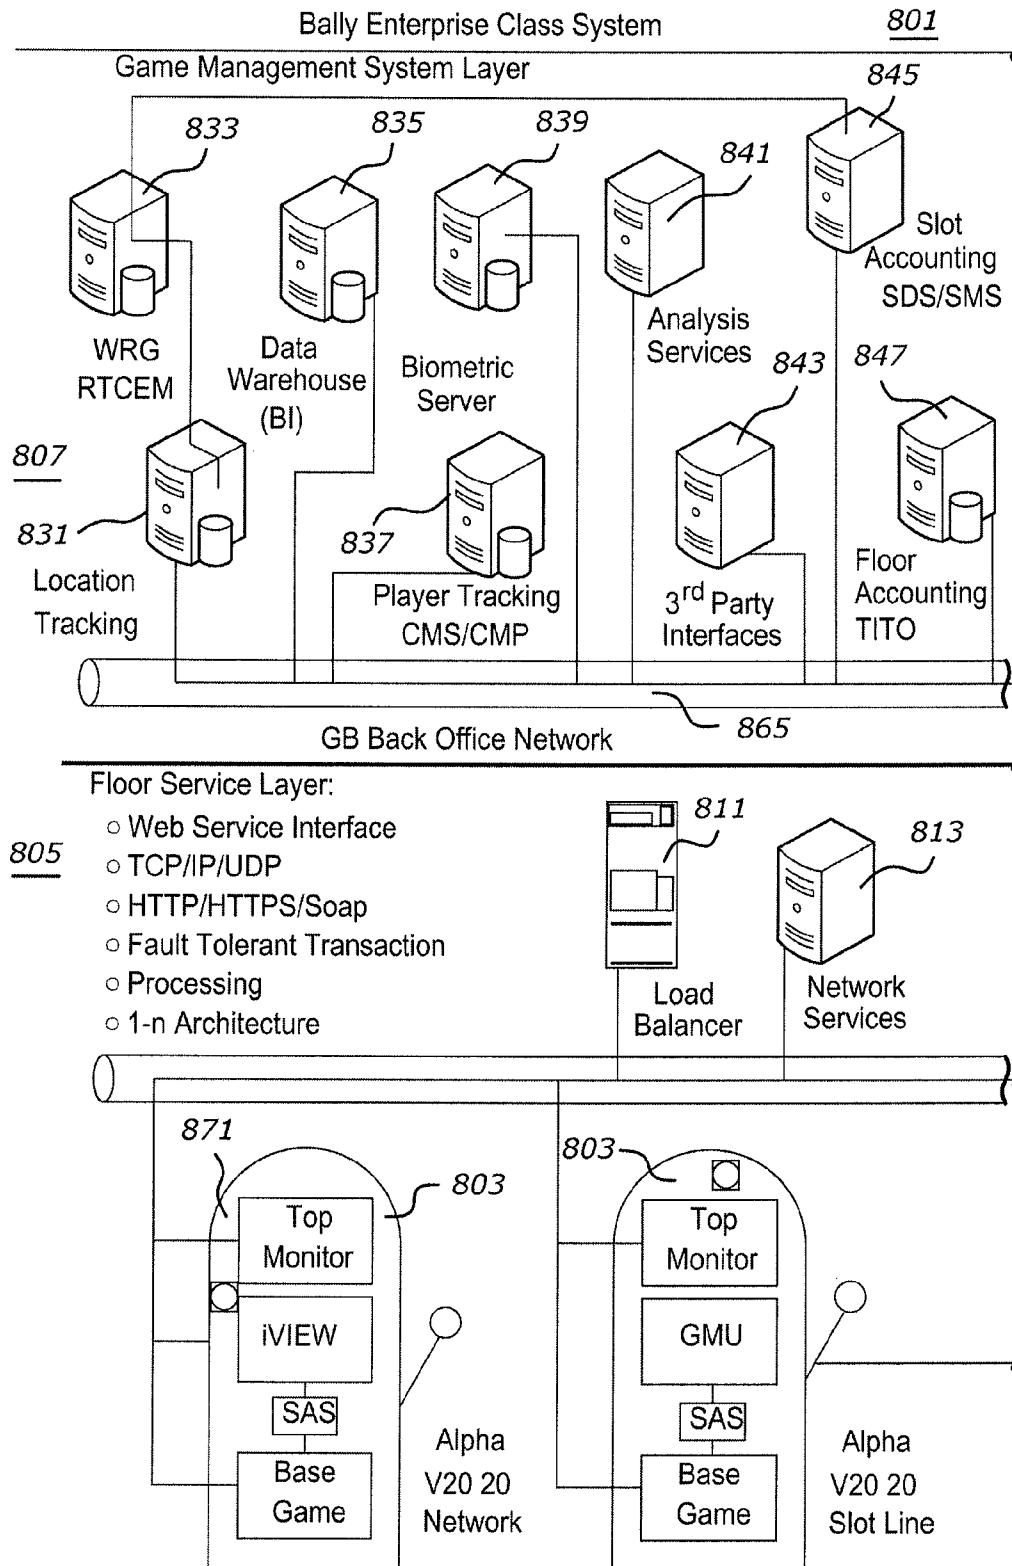 Bally Enterprise Class System
801
Game Management System Layer
845
833
835
839
841
Slot
Accounting
SDS/SMS
WRG
RTCEM
Data
Warehouse
(BI)
Biometric
Server
Analysis
Services
843
847
807
831
837
Location
Tracking
Player Tracking
CMS/CMP
3rd Party
Interfaces
Floor
Accounting
TITO
865
GB Back Office Network
Floor Service Layer:
○ Web Service Interface
○ TCP/IP/UDP
○ HTTP/HTTPS/Soap
○ Fault Tolerant Transaction
○ Processing
○ 1-n Architecture
805
811
813
Load
Balancer
Network
Services
871
803
803
Top
Monitor
Top
Monitor
iVIEW
GMU
SAS
SAS
Base
Game
Base
Game
Alpha
V20 20
Network
Alpha
V20 20
Slot Line